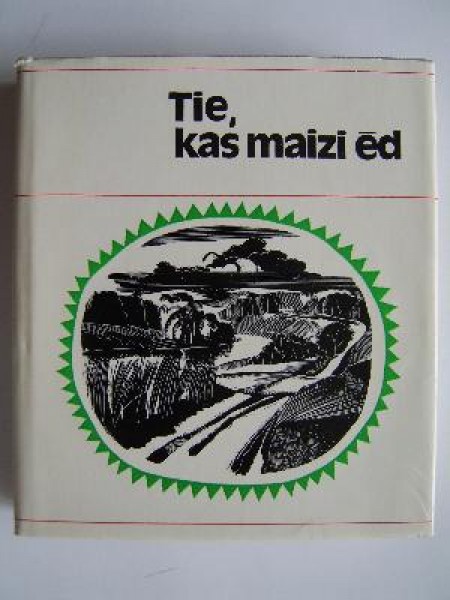 Tie,
kas maizi ēd